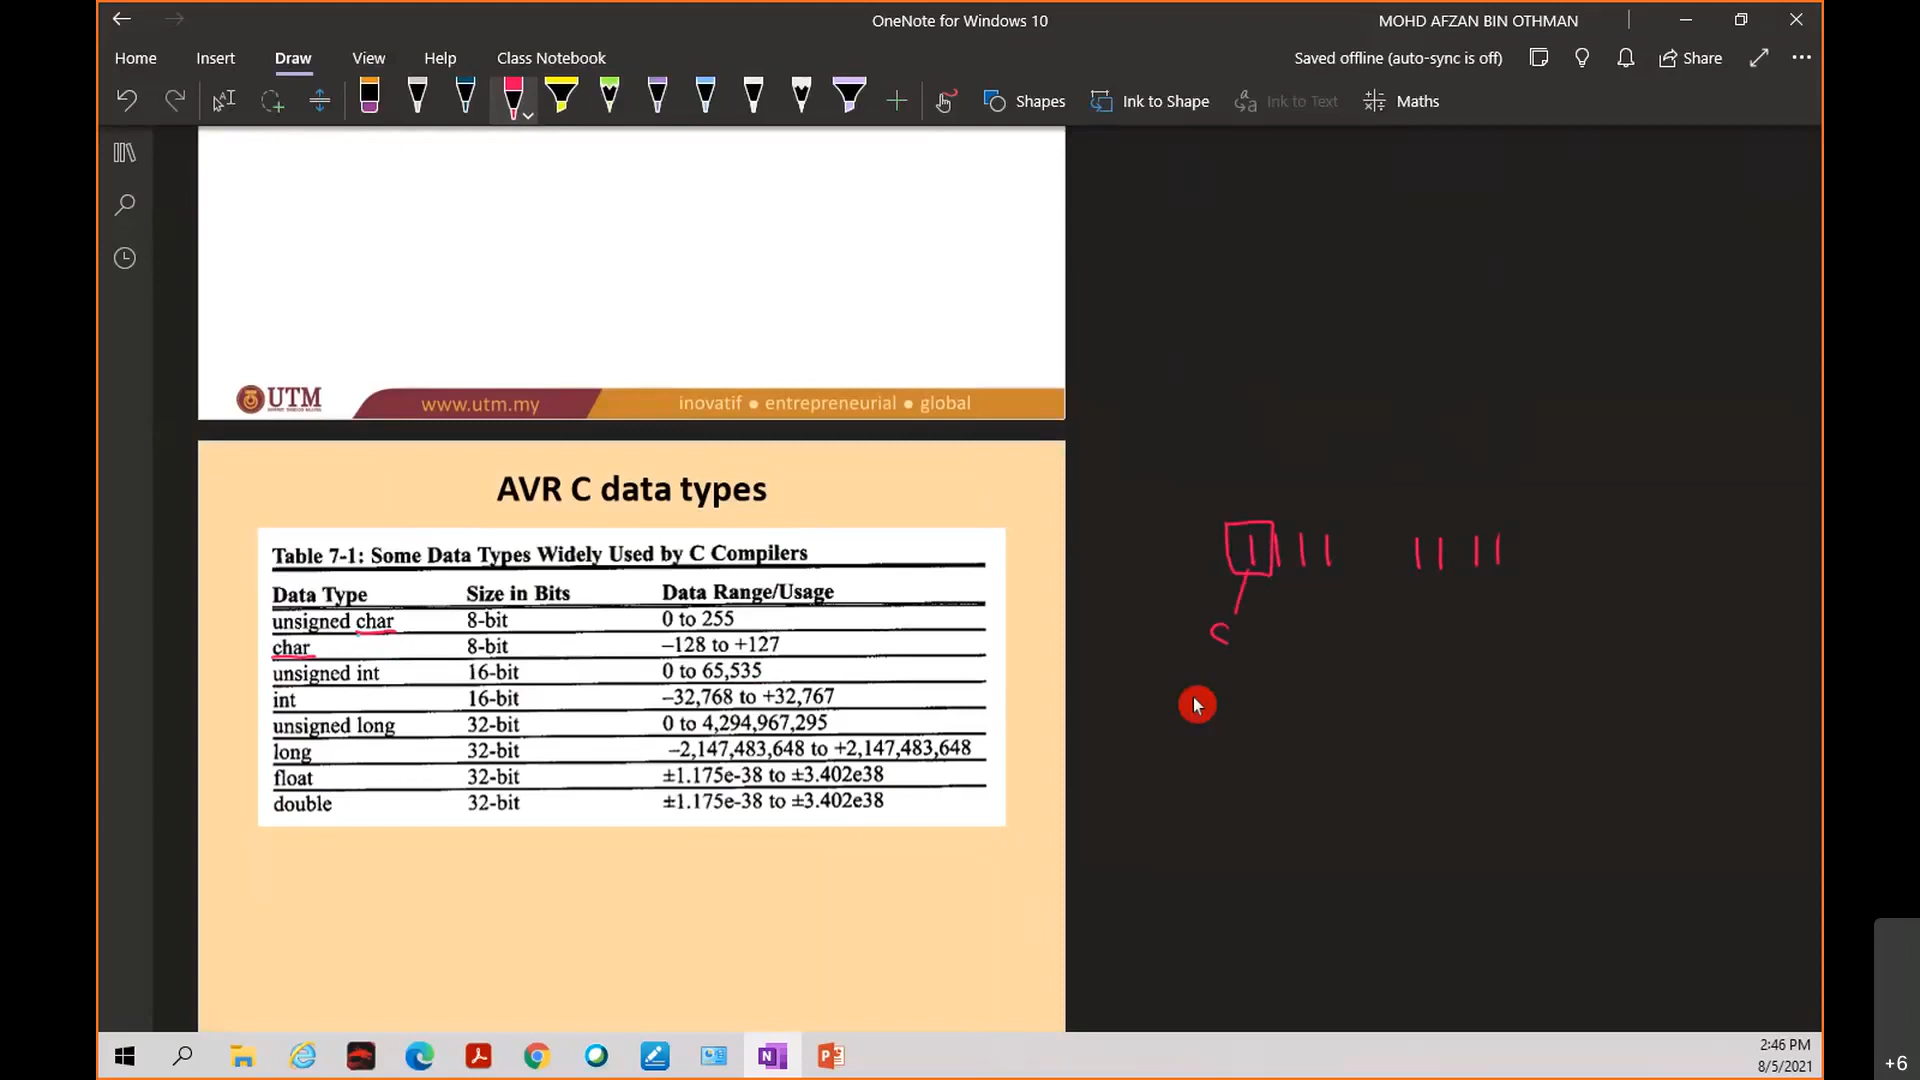 OneNote for Windows 10
MOHD AFZAN BIN OTHMAN
Home Insert Draw View Help Class Notebook
Saved offline (auto-sync is off)
Share
Shapes Ink to Shape Ink to Text Maths
UTM
www.utm.my
inovatif ● entrepreneurial ● global
AVR C data types
Table 7-1: Some Data Types Widely Used by C Compilers
Data Type Size in Bits Data Range/Usage
unsigned char 8-bit 0 to 255
char 8-bit –128 to +127
unsigned int 16-bit 0 to 65,535
int 16-bit –32,768 to +32,767
unsigned long 32-bit 0 to 4,294,967,295
long 32-bit –2,147,483,648 to +2,147,483,648
float 32-bit ±1.175e-38 to ±3.402e38
double 32-bit ±1.175e-38 to ±3.402e38
1111 1111
2:46 PM
8/5/2021
+6